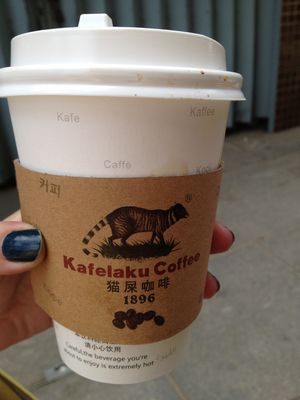 Kafe
Kaffee
Caffè
커피
®
Kafelaku Coffee
猫屎咖啡
1896
请小心饮用
Careful,the beverage you're
about to enjoy is extremely hot